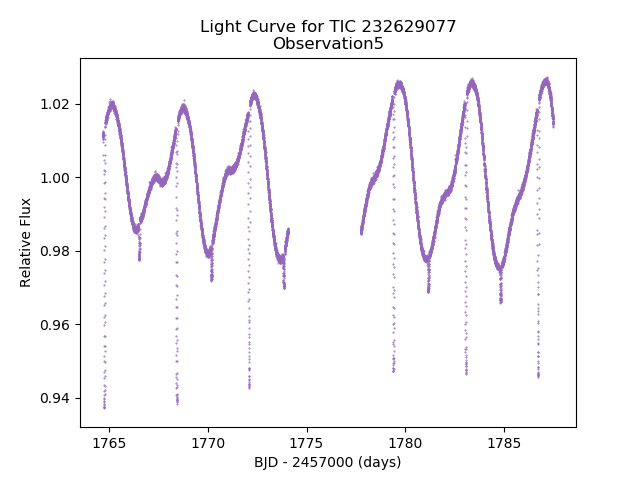 Light Curve for TIC 232629077
Observation5
Relative Flux
1.02
1.00
0.98
0.96
0.94
1765 1770 1775 1780 1785
BJD - 2457000 (days)